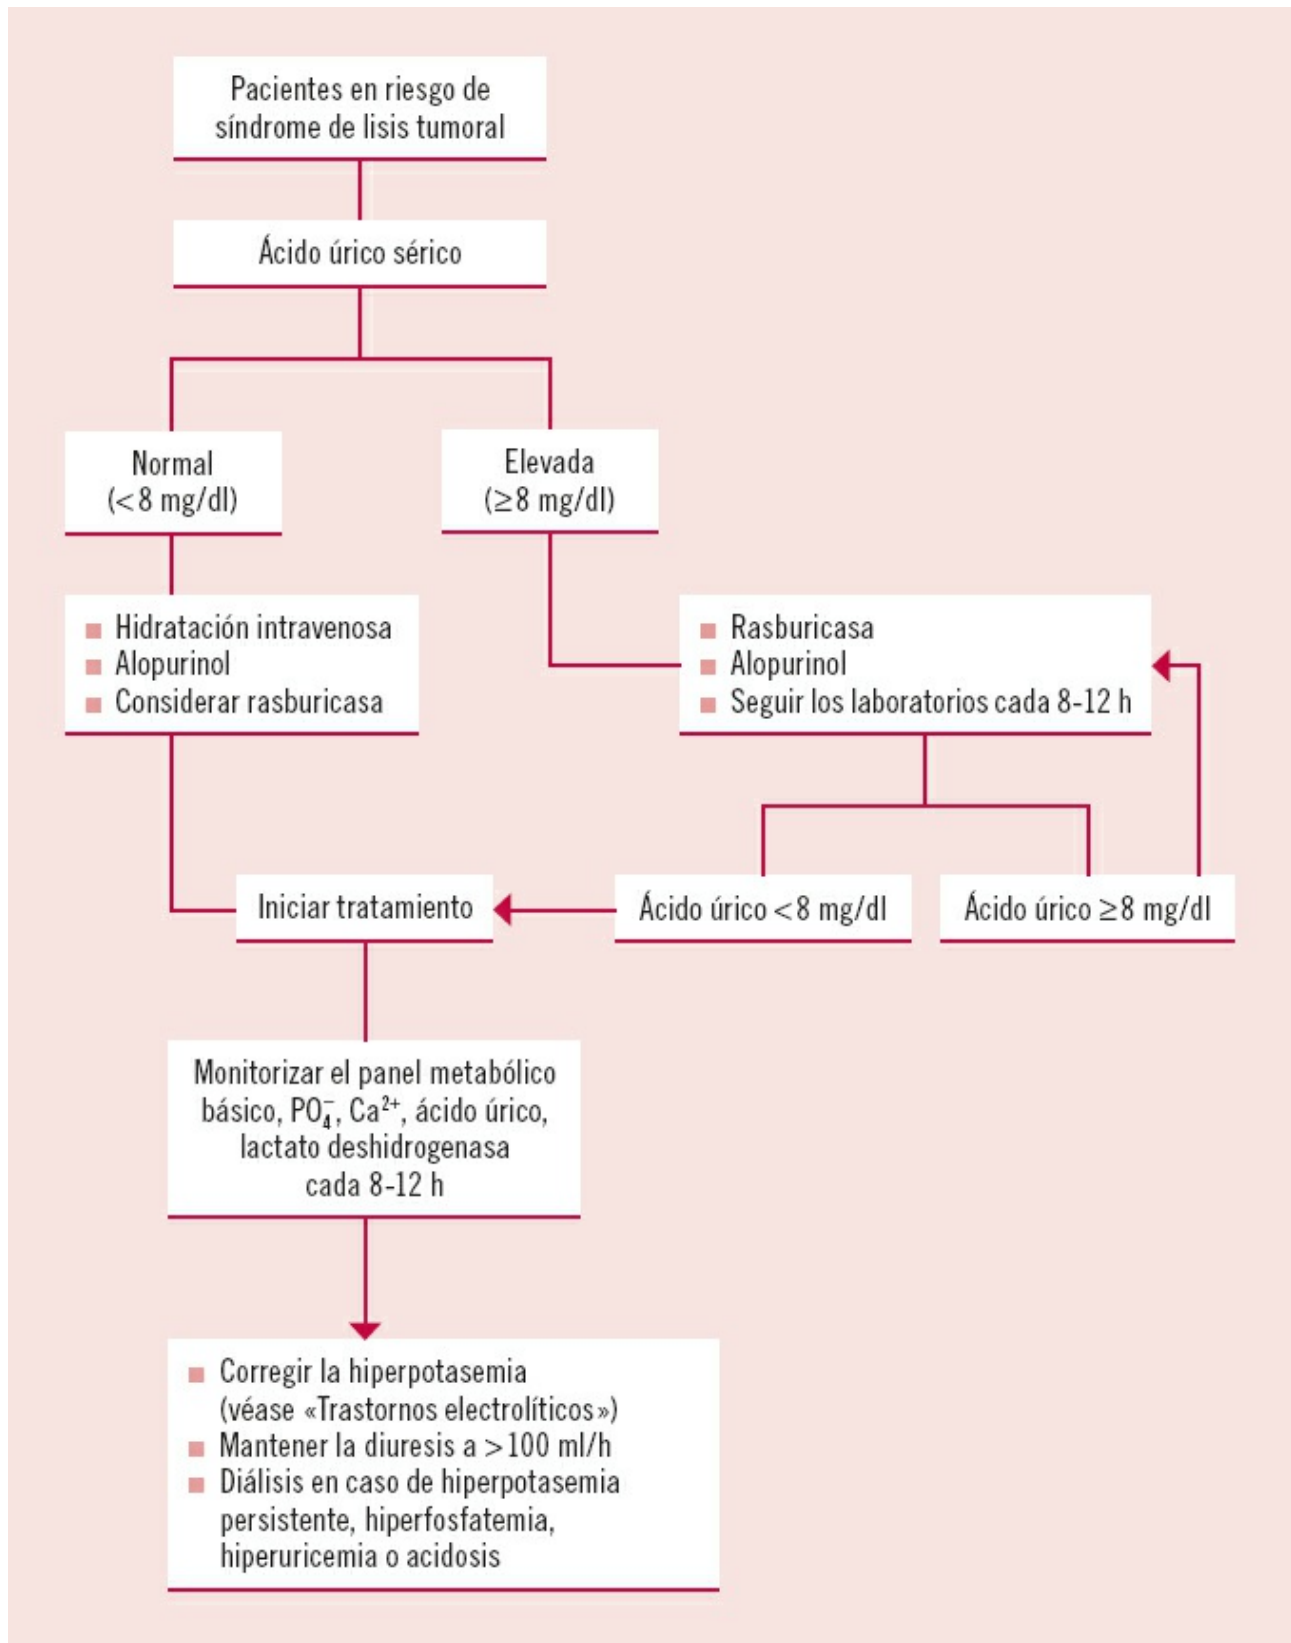 Pacientes en riesgo de
síndrome de lisis tumoral
Ácido úrico sérico
Normal
(<8 mg/dl)
Elevada
(≥8 mg/dl)
Hidratación intravenosa
Alopurinol
Considerar rasburicasa
Rasburicasa
Alopurinol
Seguir los laboratorios cada 8-12 h
Iniciar tratamiento
Ácido úrico <8 mg/dl
Ácido úrico ≥8 mg/dl
Monitorizar el panel metabólico
básico, PO₄⁻, Ca²⁺, ácido úrico,
lactato deshidrogenasa
cada 8-12 h
Corregir la hiperpotasemia
(véase «Trastornos electrolíticos»)
Mantener la diuresis a >100 ml/h
Diálisis en caso de hiperpotasemia
persistente, hiperfosfatemia,
hiperuricemia o acidosis